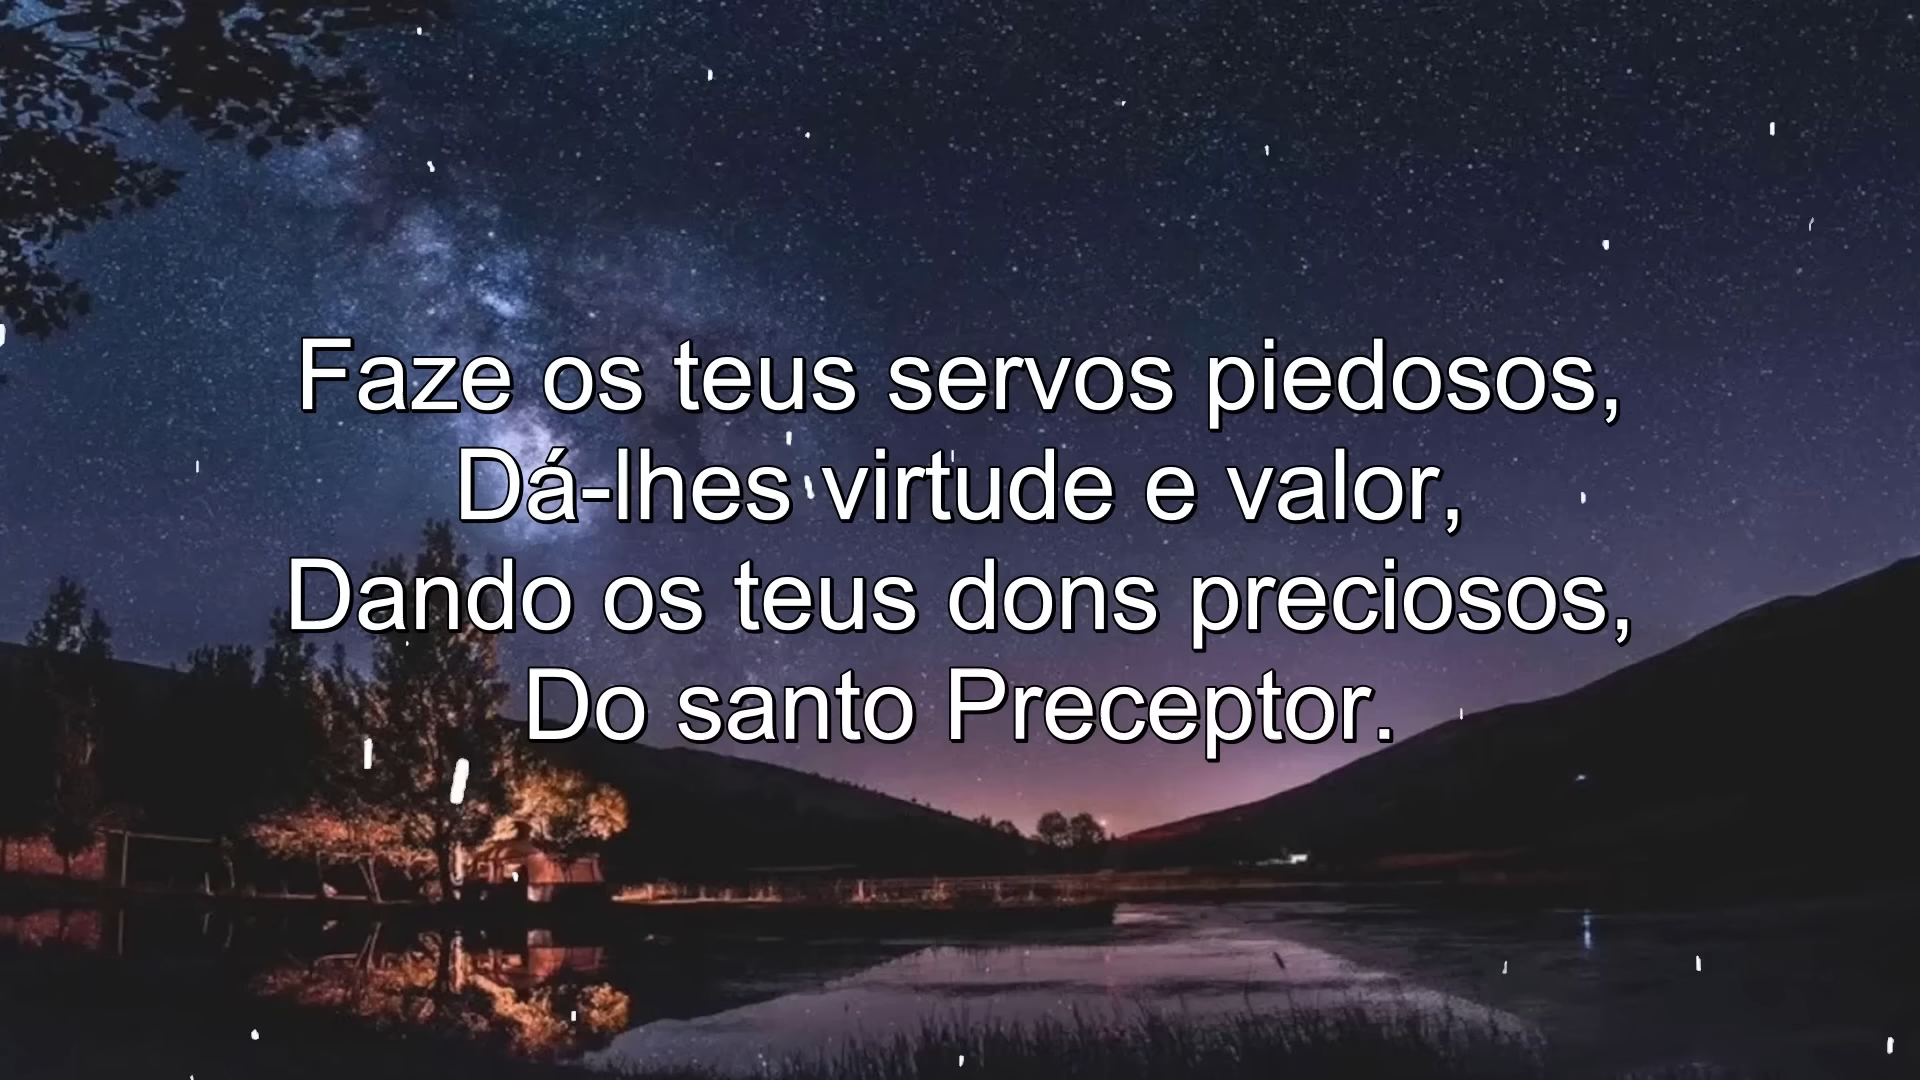 Faze os teus servos piedosos,
Dá-lhes virtude e valor,
Dando os teus dons preciosos,
Do santo Preceptor.